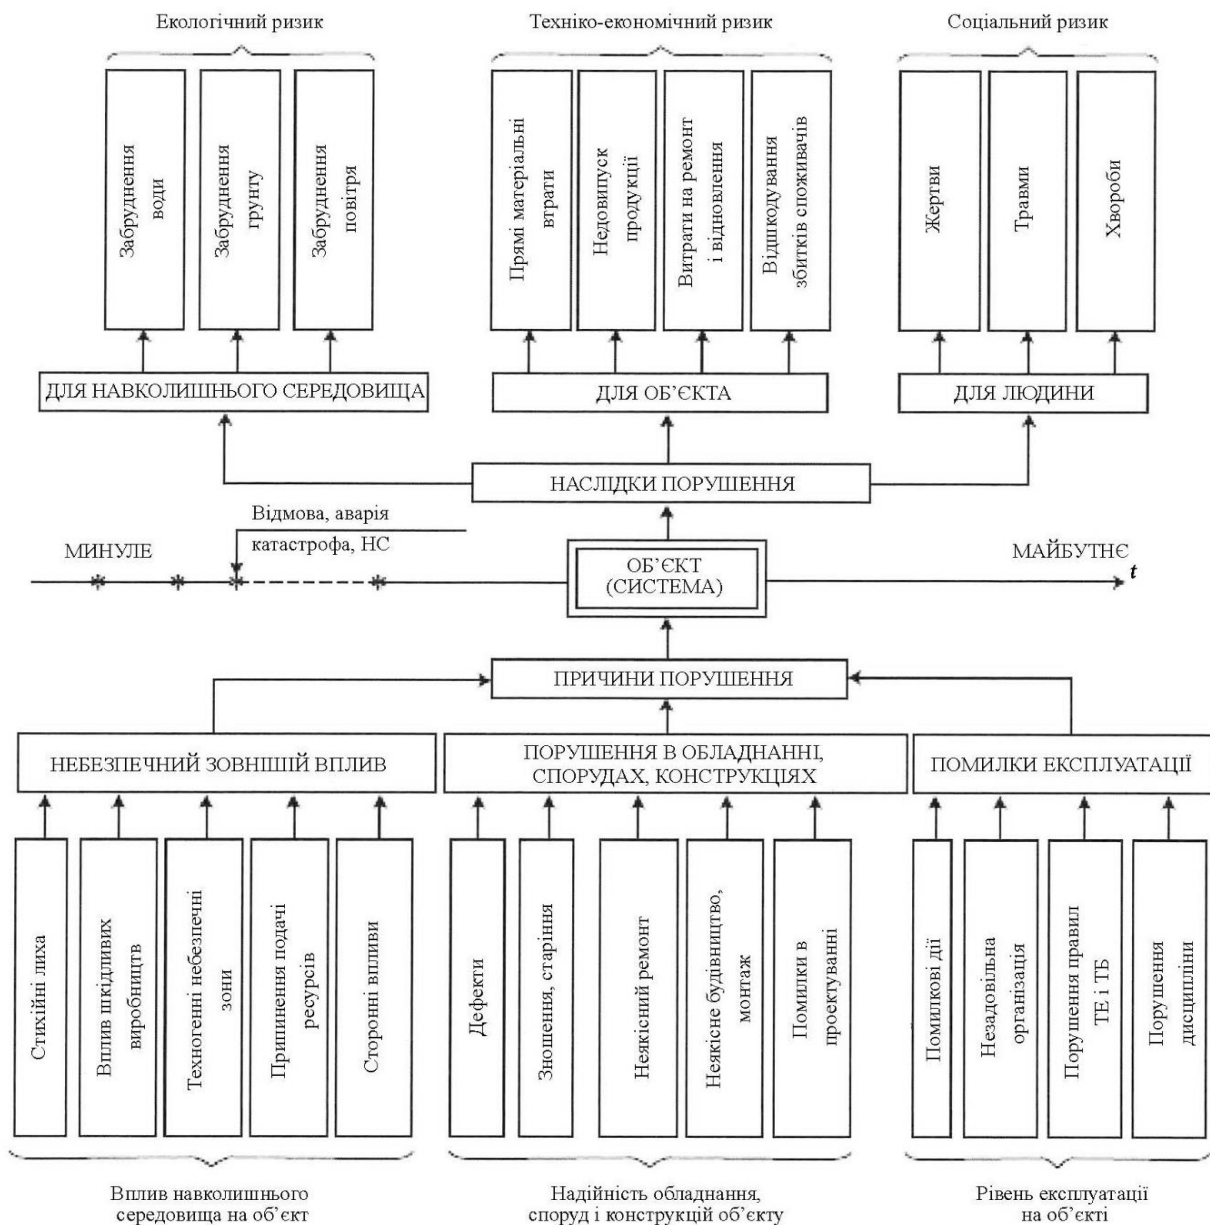 Екологічний ризик
Техніко-економічний ризик
Соціальний ризик
Забруднення
води
Забруднення
грунту
Забруднення
повітря
Прямі матеріальні
втрати
Недовипуск
продукції
Витрати на ремонт
і відновлення
Відшкодування
збитків споживачів
Жертви
Травми
Хвороби
ДЛЯ НАВКОЛИШНЬОГО СЕРЕДОВИЩА
ДЛЯ ОБ’ЄКТА
ДЛЯ ЛЮДИНИ
НАСЛІДКИ ПОРУШЕННЯ
Відмова, аварія
катастрофа, НС
МИНУЛЕ
ОБ’ЄКТ
(СИСТЕМА)
МАЙБУТНЄ
t
ПРИЧИНИ ПОРУШЕННЯ
НЕБЕЗПЕЧНИЙ ЗОВНІШІЙ ВПЛИВ
ПОРУШЕННЯ В ОБЛАДНАННІ,
СПОРУДАХ, КОНСТРУКЦІЯХ
ПОМИЛКИ ЕКСПЛУАТАЦІЇ
Стихійні лиха
Вплив шкідливих
виробництв
Техногенні небезпечні
зони
Припинення подачі
ресурсів
Сторонні впливи
Дефекти
Зношення, старіння
Неякісний ремонт
Неякісне будівництво,
монтаж
Помилки в
проектуванні
Помилкові дії
Незадовільна
організація
Порушення правил
ТЕ і ТБ
Порушення
дисципліни
Вплив навколишнього
середовища на об’єкт
Надійність обладнання,
споруд і конструкцій об’єкту
Рівень експлуатації
на об’єкті